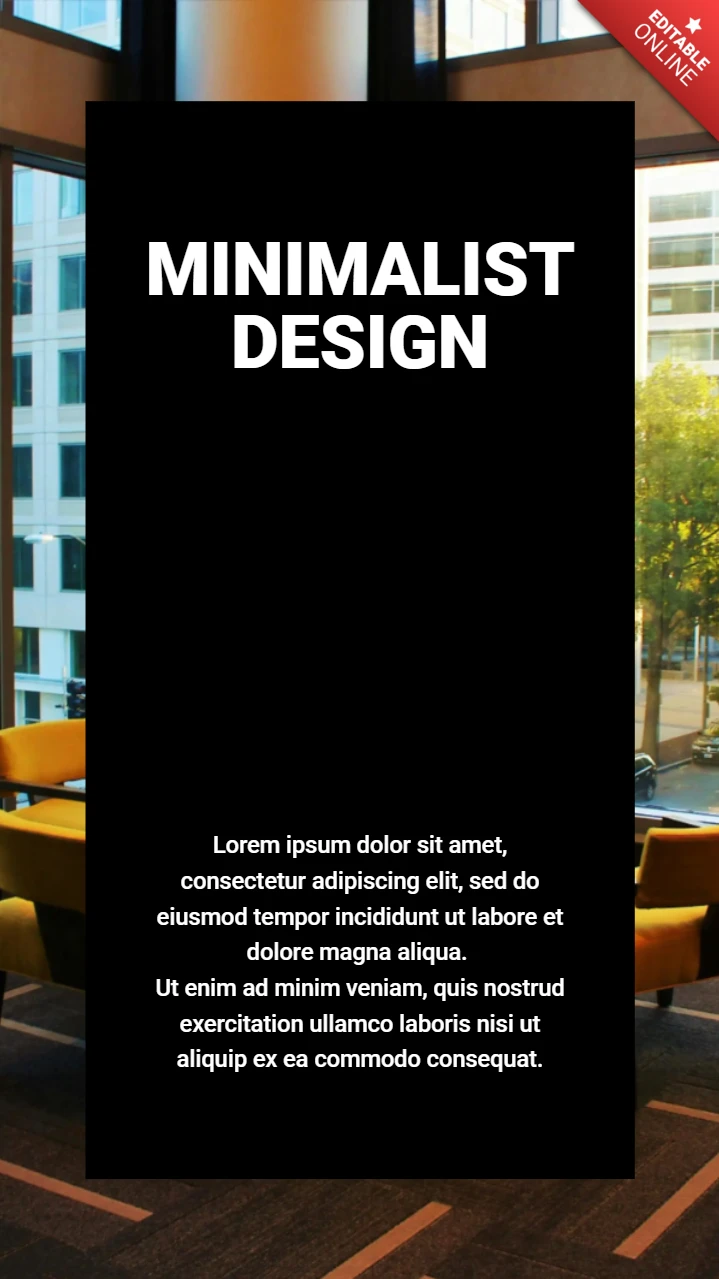 EDITABLE
ONLINE
MINIMALIST
DESIGN
Lorem ipsum dolor sit amet,
consectetur adipiscing elit, sed do
eiusmod tempor incididunt ut labore et
dolore magna aliqua.
Ut enim ad minim veniam, quis nostrud
exercitation ullamco laboris nisi ut
aliquip ex ea commodo consequat.